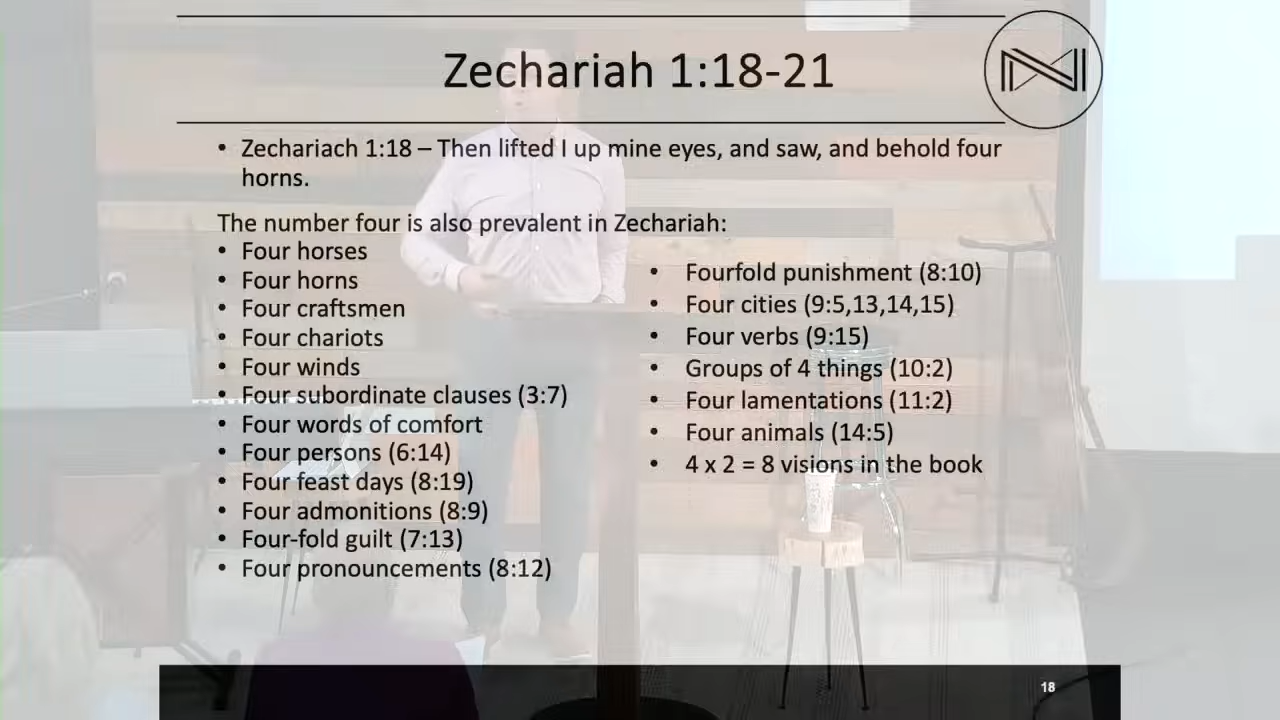 Zechariah 1:18-21
• Zechariach 1:18 – Then lifted I up mine eyes, and saw, and behold four
horns.
The number four is also prevalent in Zechariah:
• Four horses
• Four horns
• Four craftsmen
• Four chariots
• Four winds
• Four subordinate clauses (3:7)
• Four words of comfort
• Four persons (6:14)
• Four feast days (8:19)
• Four admonitions (8:9)
• Four-fold guilt (7:13)
• Four pronouncements (8:12)
• Fourfold punishment (8:10)
• Four cities (9:5,13,14,15)
• Four verbs (9:15)
• Groups of 4 things (10:2)
• Four lamentations (11:2)
• Four animals (14:5)
• 4 x 2 = 8 visions in the book
18